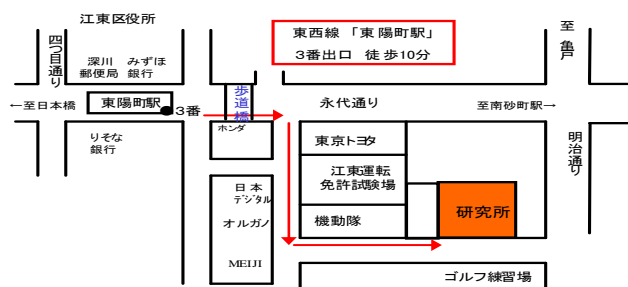 江東区役所
東西線 「東陽町駅」
3番出口 徒歩10分
至 亀戸
四つ目通り
深川 みずほ
郵便局 銀行
←至日本橋
東陽町駅
3番
歩道橋
永代通り
至南砂町駅→
ホンダ
りそな
銀行
東京トヨタ
明治通り
江東運転
免許試験場
日本
デジタル
オルガノ
機動隊
研究所
MEIJI
ゴルフ練習場